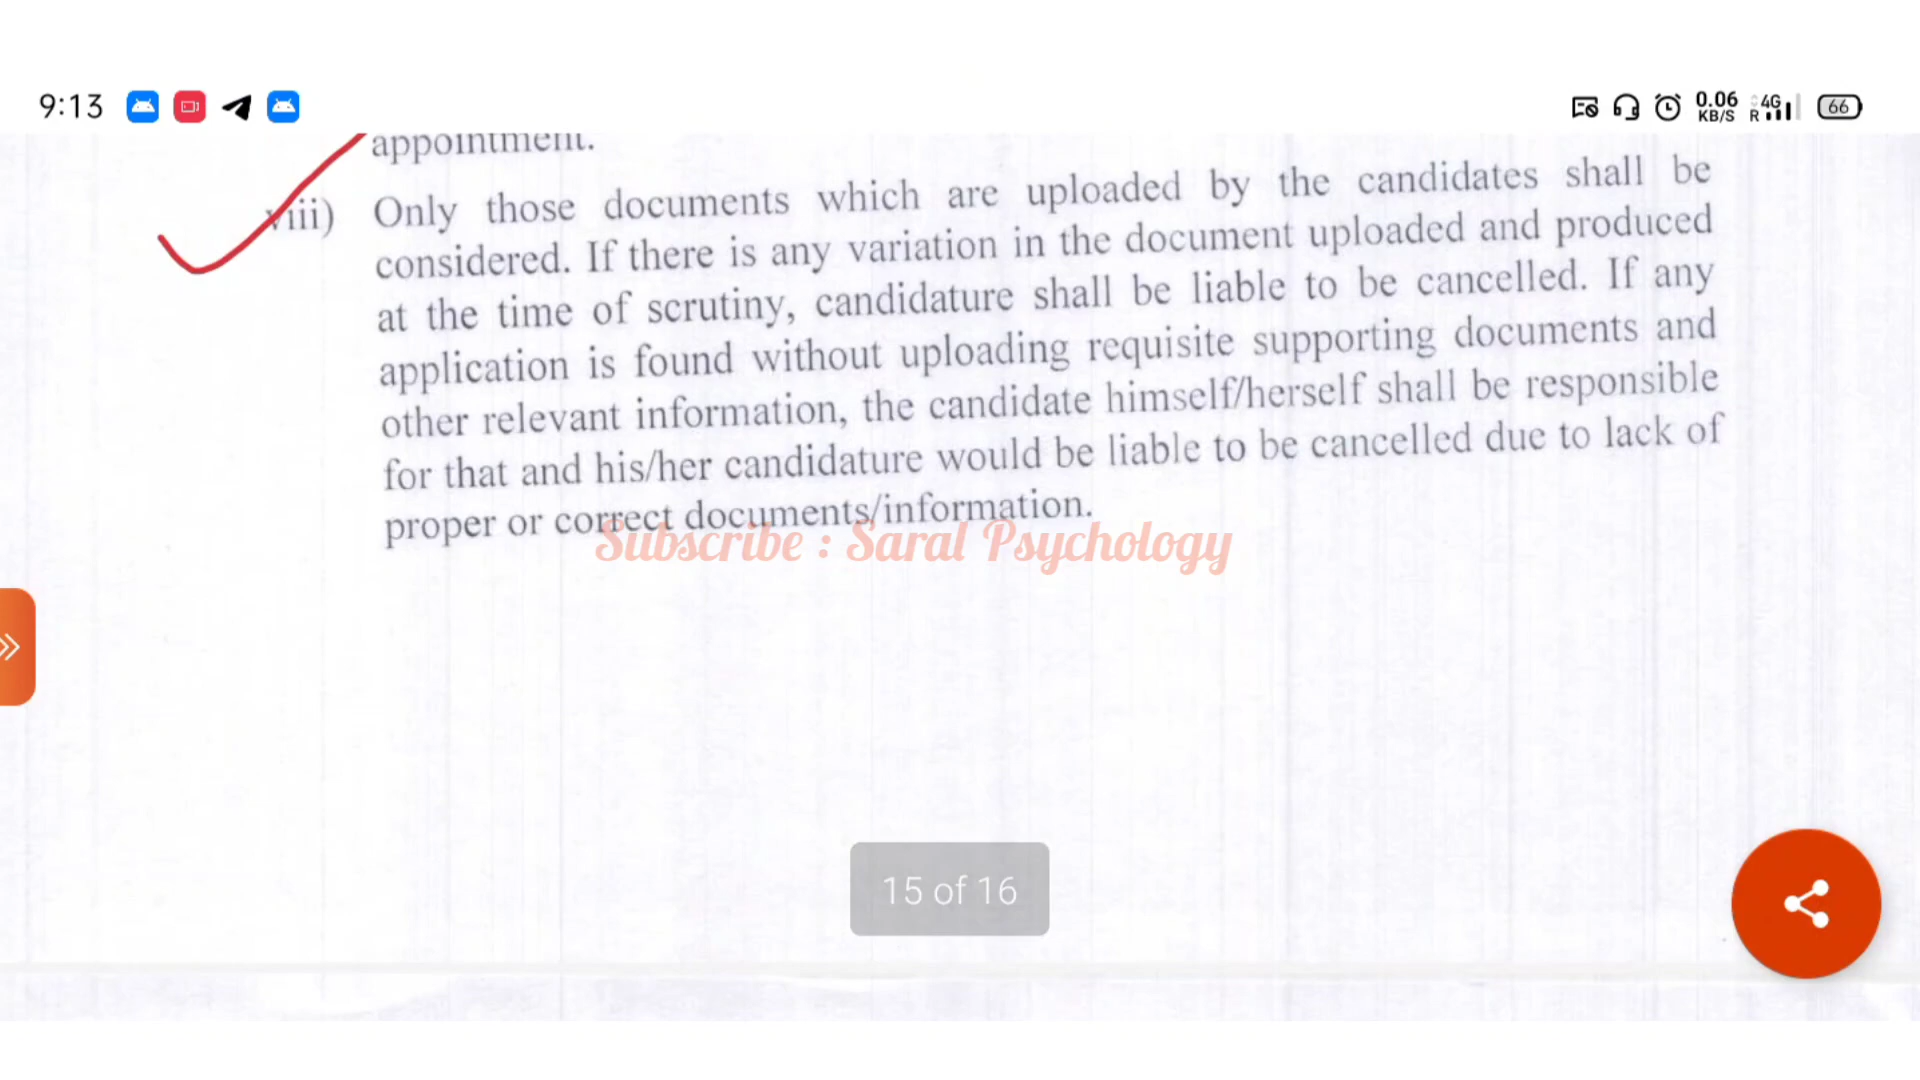 9:13
0.06
KB/S
4G
R
66
appointment.
viii) Only those documents which are uploaded by the candidates shall be
considered. If there is any variation in the document uploaded and produced
at the time of scrutiny, candidature shall be liable to be cancelled. If any
application is found without uploading requisite supporting documents and
other relevant information, the candidate himself/herself shall be responsible
for that and his/her candidature would be liable to be cancelled due to lack of
proper or correct documents/information.
Subscribe : Saral Psychology
15 of 16